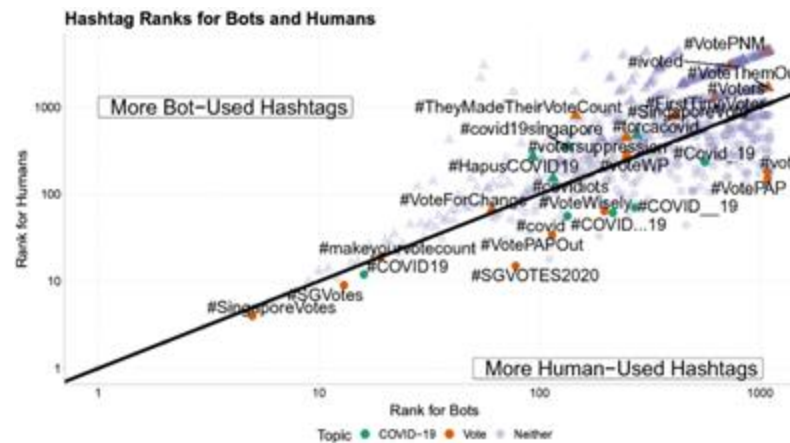 Hashtag Ranks for Bots and Humans
#VotePNM
#ivoted
#VoteThemOut
#Voters
More Bot-Used Hashtags
#TheyMadeTheirVoteCount
#FirstTimeVoter
#covid19singapore
#forcacovid
#votersuppression
#Covid_19
#HapusCOVID19
#voteWP
#covidiots
#VotePAP
#VoteForChange
#VoteWisely
#COVID__19
#covid
#COVID...19
#makeyourvotecount
#VotePAPOut
#COVID19
#SGVOTES2020
#SGVotes
#SingaporeVotes
More Human-Used Hashtags
1000
100
10
1
Rank for Humans
1 10 100 1000
Rank for Bots
Topic COVID-19 Vote Neither